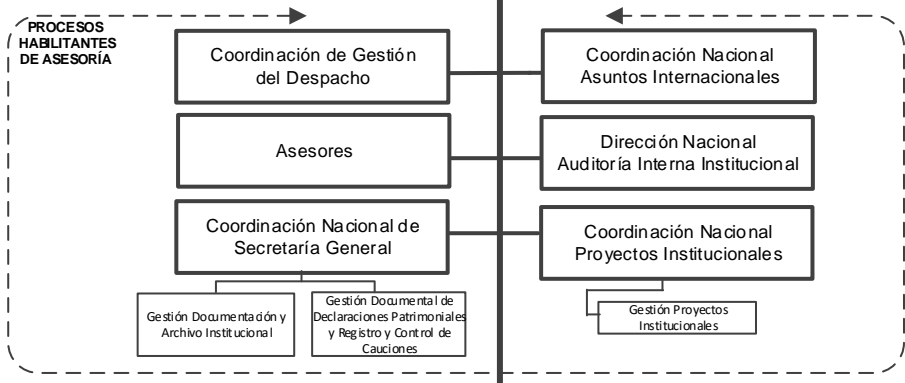 PROCESOS
HABILITANTES
DE ASESORÍA
Coordinación de Gestión
del Despacho
Coordinación Nacional
Asuntos Internacionales
Asesores
Dirección Nacional
Auditoría Interna Institucional
Coordinación Nacional de
Secretaría General
Coordinación Nacional
Proyectos Institucionales
Gestión Documentación y
Archivo Institucional
Gestión Documental de
Declaraciones Patrimoniales
y Registro y Control de
Cauciones
Gestión Proyectos
Institucionales